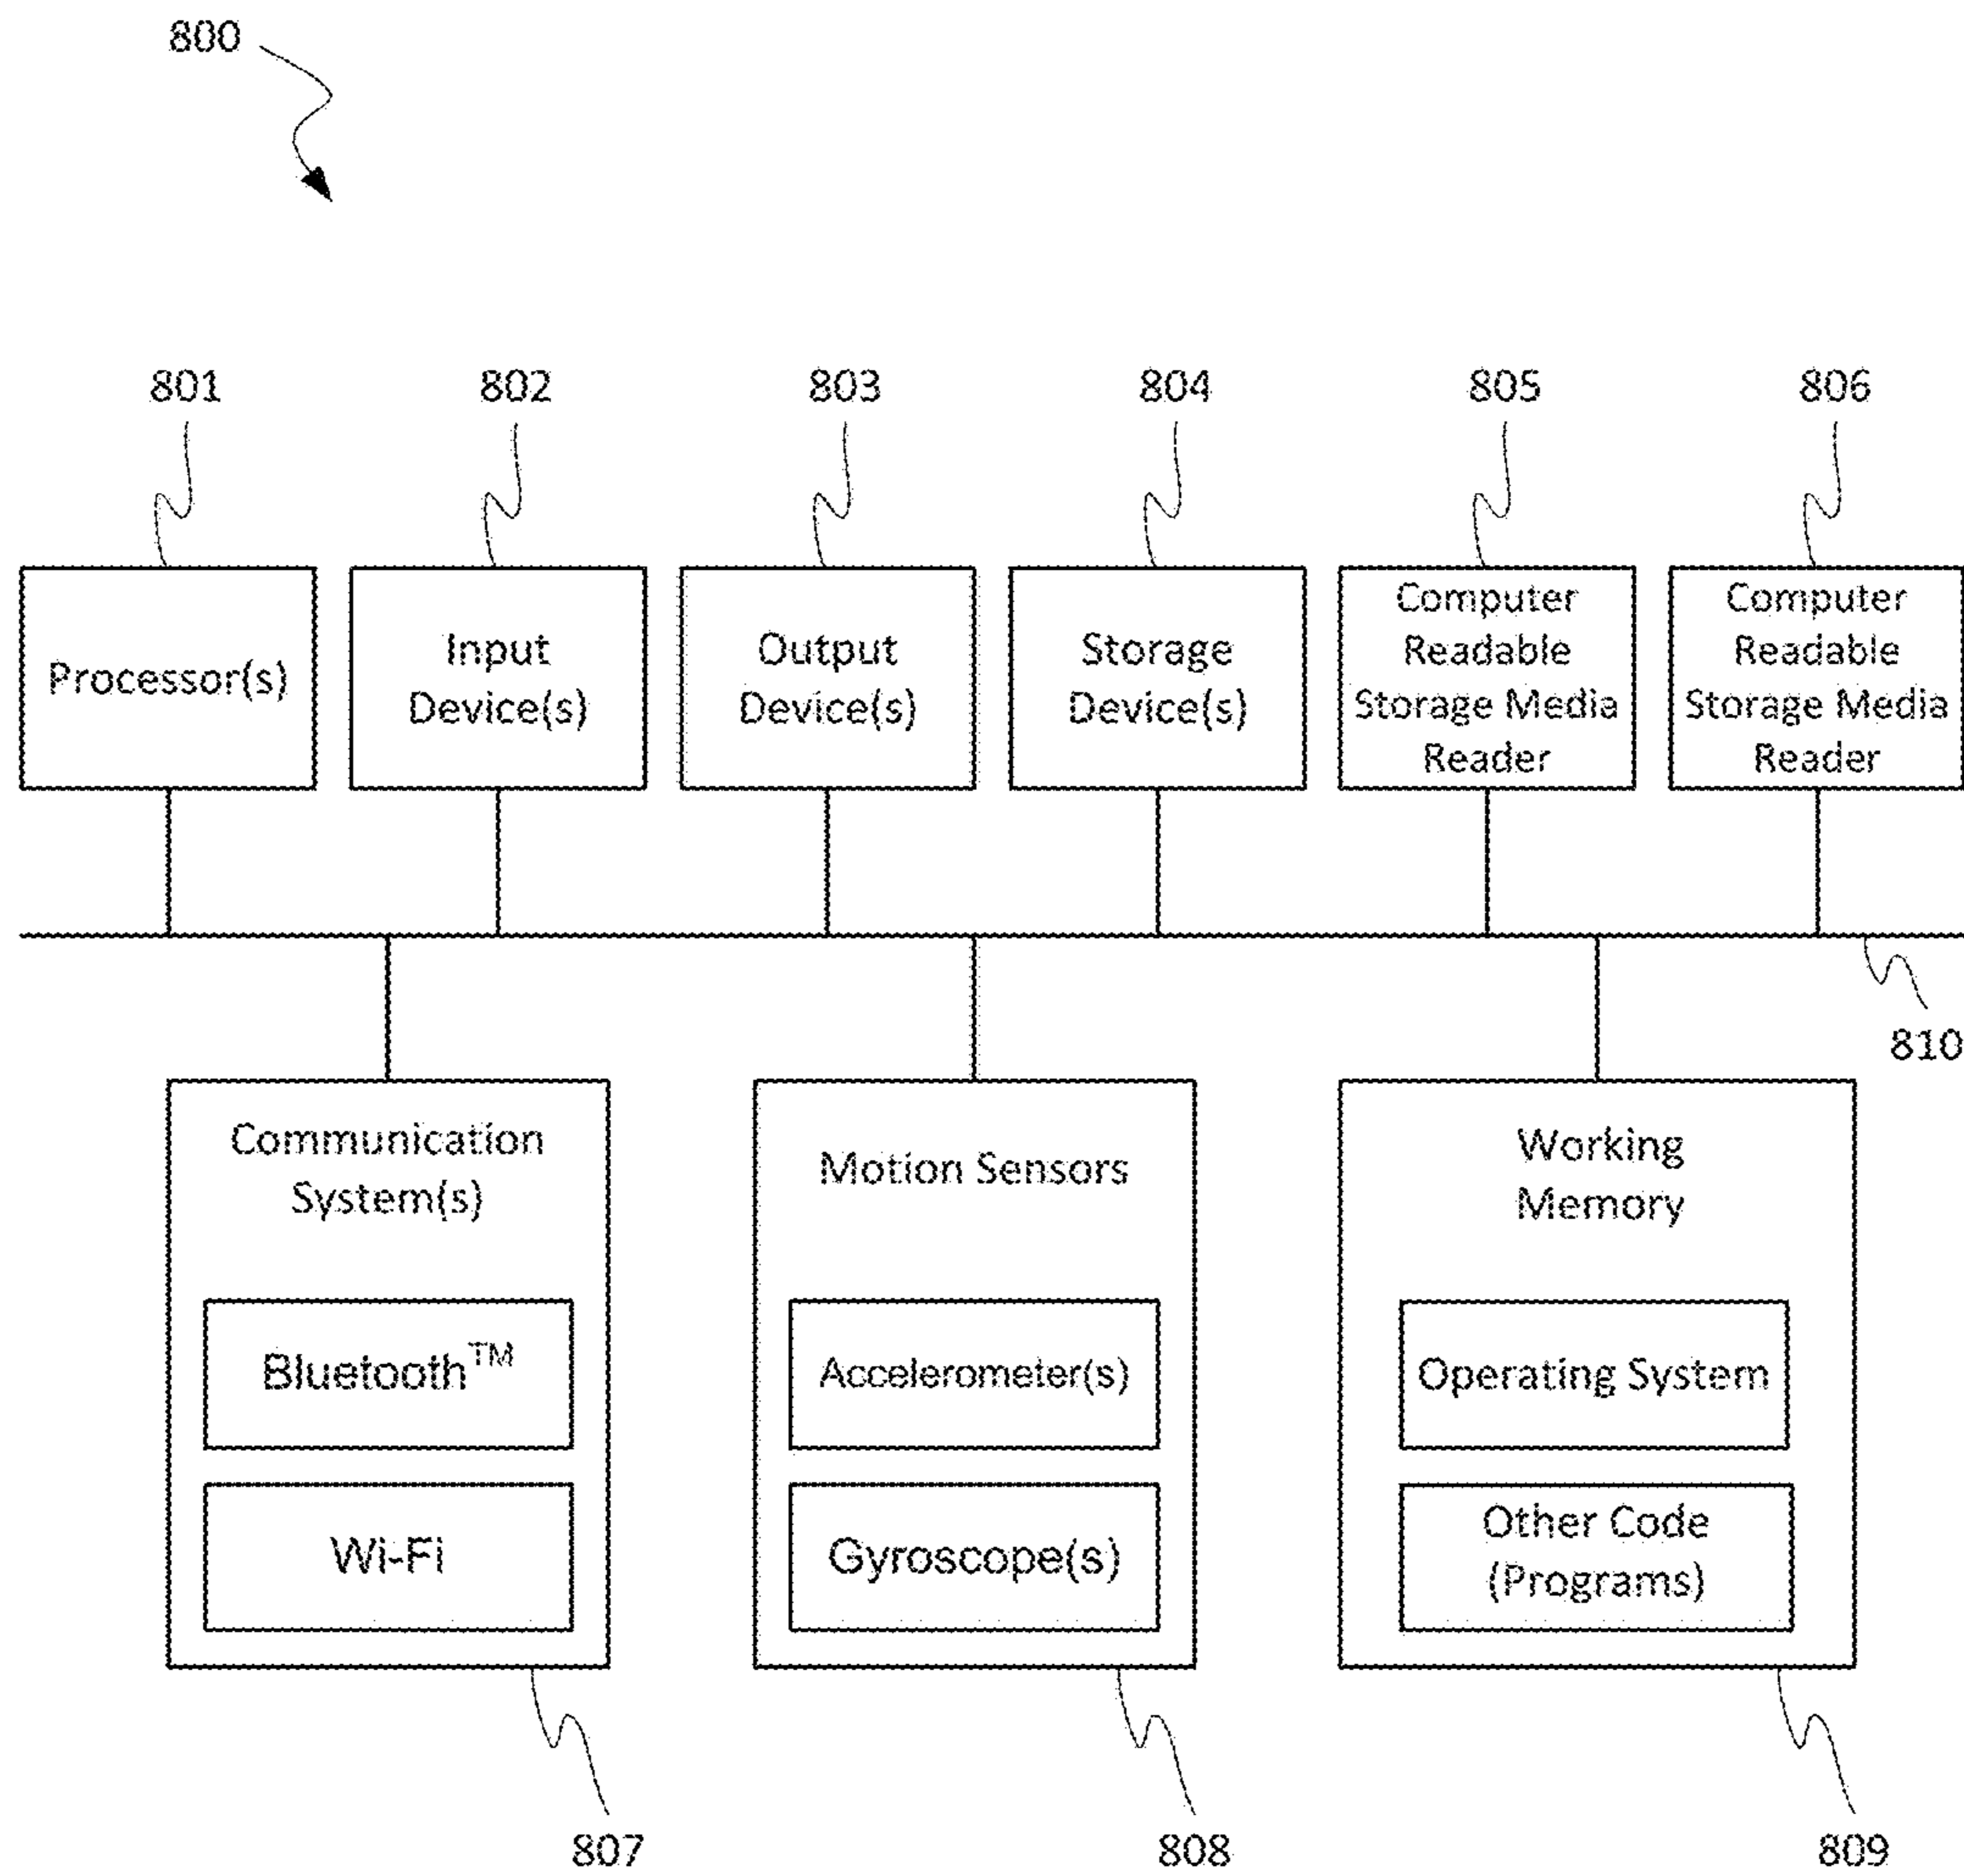 800
801
802
803
804
805
806
Processor(s)
Input
Device(s)
Output
Device(s)
Storage
Device(s)
Computer
Readable
Storage Media
Reader
Computer
Readable
Storage Media
Reader
810
Communication
System(s)
Bluetooth™
Wi-Fi
Motion Sensors
Accelerometer(s)
Gyroscope(s)
Working
Memory
Operating System
Other Code
(Programs)
807
808
809